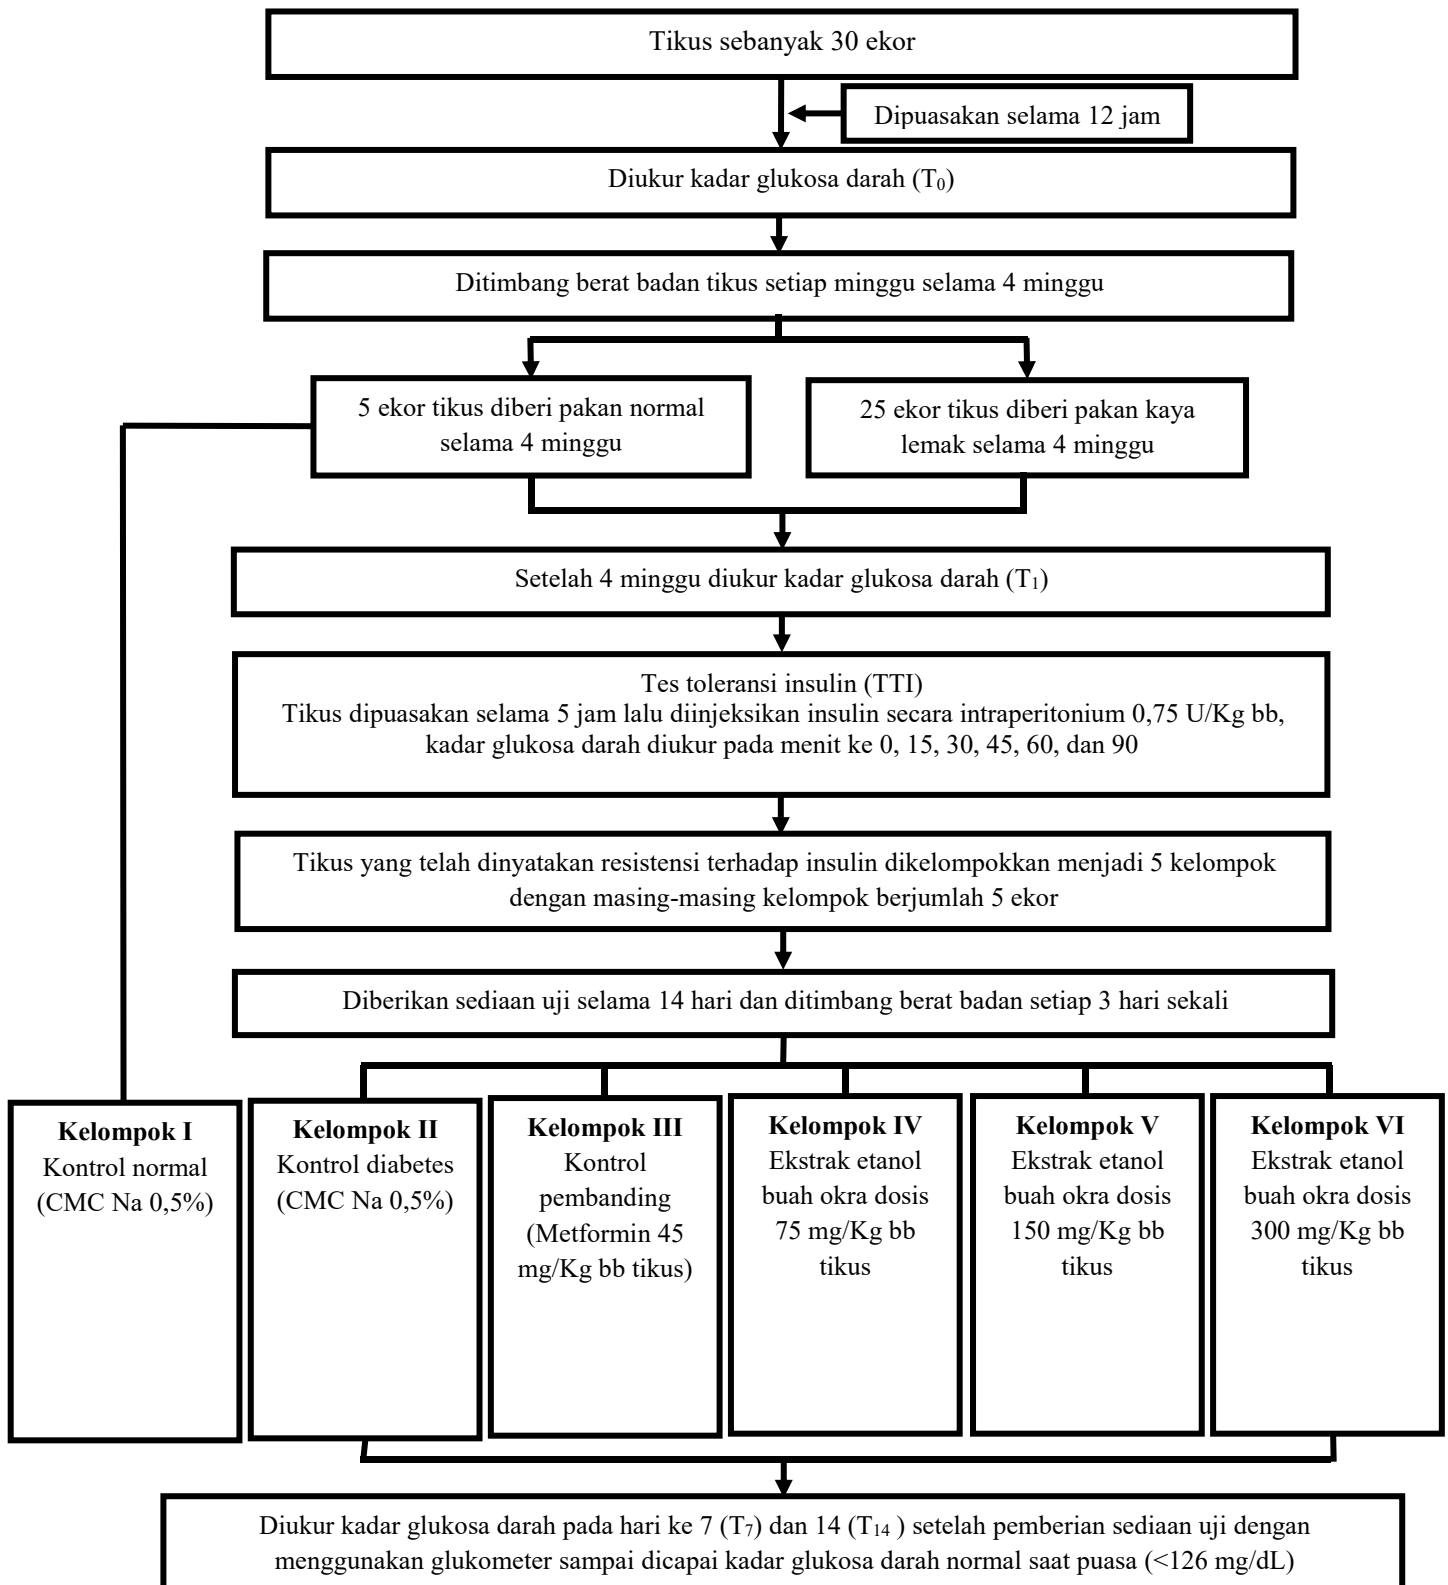 Tikus sebanyak 30 ekor
Dipuasakan selama 12 jam
Diukur kadar glukosa darah (T₀)
Ditimbang berat badan tikus setiap minggu selama 4 minggu
5 ekor tikus diberi pakan normal
selama 4 minggu
25 ekor tikus diberi pakan kaya
lemak selama 4 minggu
Setelah 4 minggu diukur kadar glukosa darah (T₁)
Tes toleransi insulin (TTI)
Tikus dipuasakan selama 5 jam lalu diinjeksikan insulin secara intraperitonium 0,75 U/Kg bb,
kadar glukosa darah diukur pada menit ke 0, 15, 30, 45, 60, dan 90
Tikus yang telah dinyatakan resistensi terhadap insulin dikelompokkan menjadi 5 kelompok
dengan masing-masing kelompok berjumlah 5 ekor
Diberikan sediaan uji selama 14 hari dan ditimbang berat badan setiap 3 hari sekali
Kelompok I
Kontrol normal
(CMC Na 0,5%)
Kelompok II
Kontrol diabetes
(CMC Na 0,5%)
Kelompok III
Kontrol
pembanding
(Metformin 45
mg/Kg bb tikus)
Kelompok IV
Ekstrak etanol
buah okra dosis
75 mg/Kg bb
tikus
Kelompok V
Ekstrak etanol
buah okra dosis
150 mg/Kg bb
tikus
Kelompok VI
Ekstrak etanol
buah okra dosis
300 mg/Kg bb
tikus
Diukur kadar glukosa darah pada hari ke 7 (T₇) dan 14 (T₁₄ ) setelah pemberian sediaan uji dengan
menggunakan glukometer sampai dicapai kadar glukosa darah normal saat puasa (<126 mg/dL)